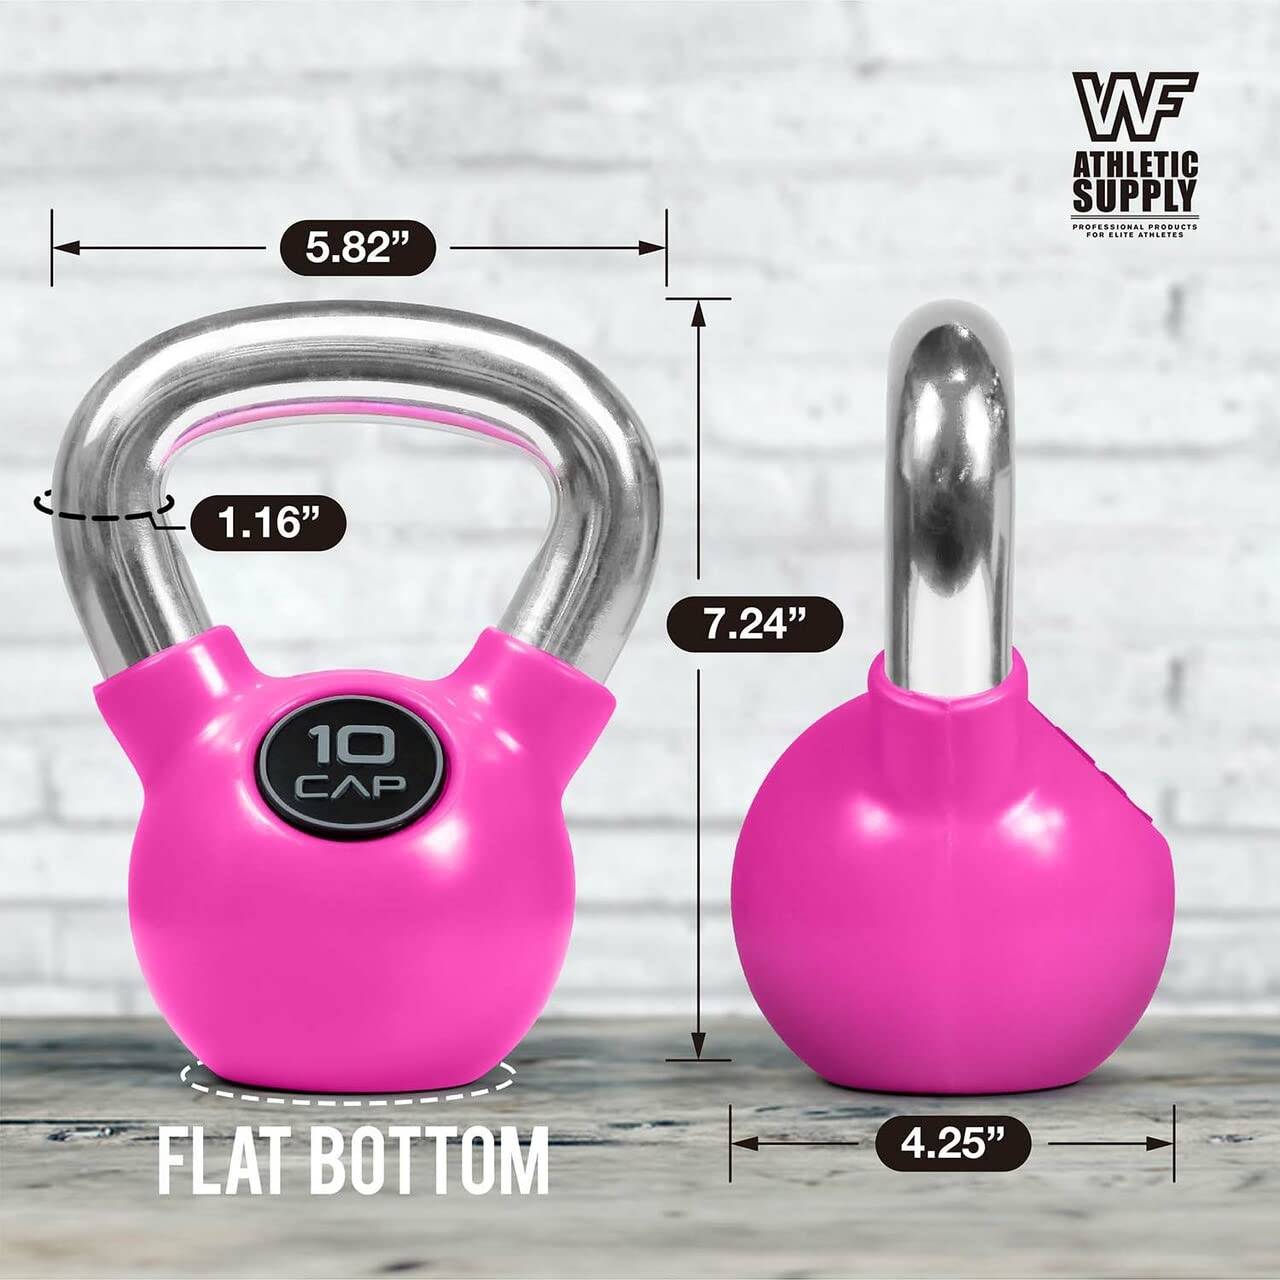 WF
ATHLETIC
SUPPLY
PROFESSIONAL PRODUCTS
FOR ELITE ATHLETES
5.82”
1.16”
7.24”
10
CAP
4.25”
FLAT BOTTOM